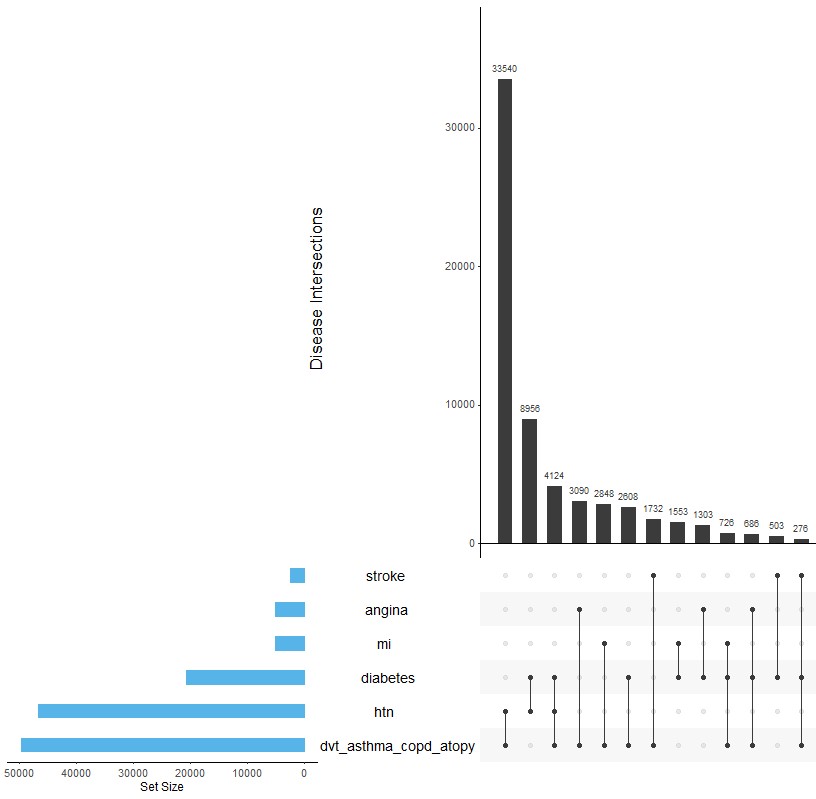 33540
30000
Disease Intersections
20000
10000
8956
4124
3090 2848 2608
1732 1553 1303
726 686 503 276
0
stroke
angina
mi
diabetes
htn
dvt_asthma_copd_atopy
50000 40000 30000 20000 10000 0
Set Size